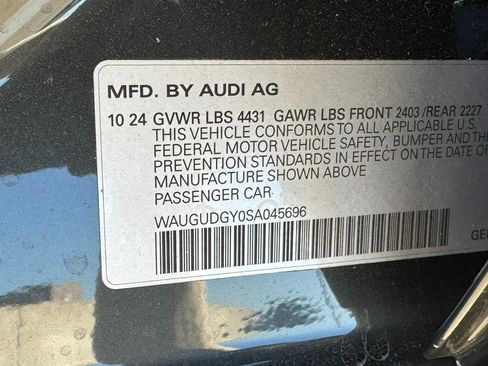 MFD. BY AUDI AG
10 24 GVWR LBS 4431 GAWR LBS FRONT 2403 /REAR 2227
THIS VEHICLE CONFORMS TO ALL APPLICABLE U.S.
FEDERAL MOTOR VEHICLE SAFETY, BUMPER AND THE
PREVENTION STANDARDS IN EFFECT ON THE DATE OF
MANUFACTURE SHOWN ABOVE
PASSENGER CAR
WAUGUDGY0SA045696